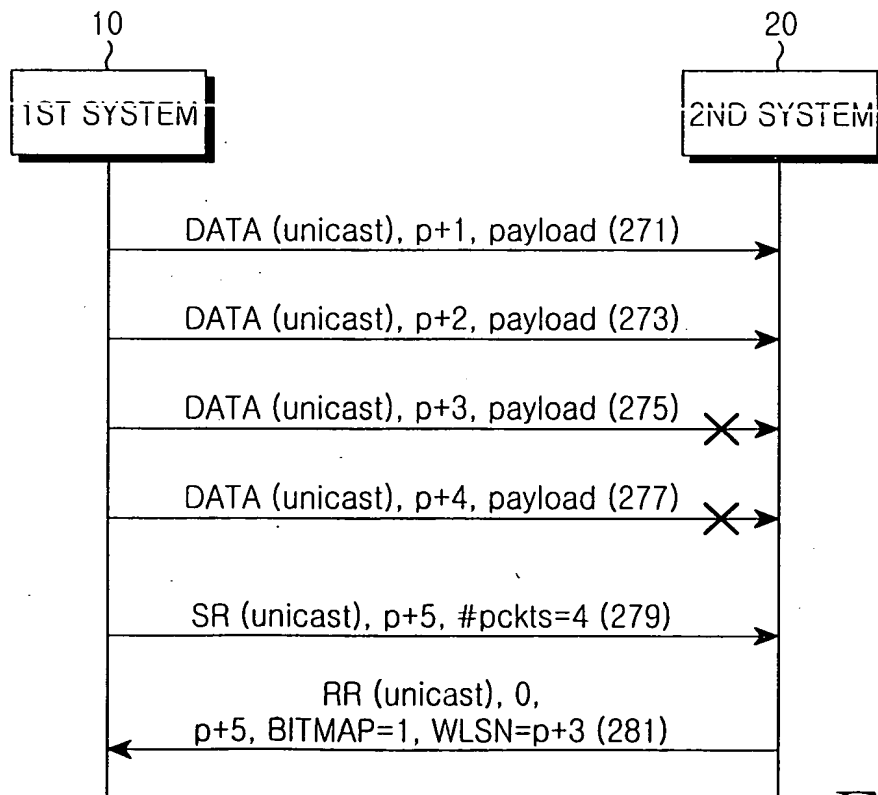 10
20
1ST SYSTEM
2ND SYSTEM
DATA (unicast), p+1, payload (271)
DATA (unicast), p+2, payload (273)
DATA (unicast), p+3, payload (275)
DATA (unicast), p+4, payload (277)
SR (unicast), p+5, #pckts=4 (279)
RR (unicast), 0,
p+5, BITMAP=1, WLSN=p+3 (281)